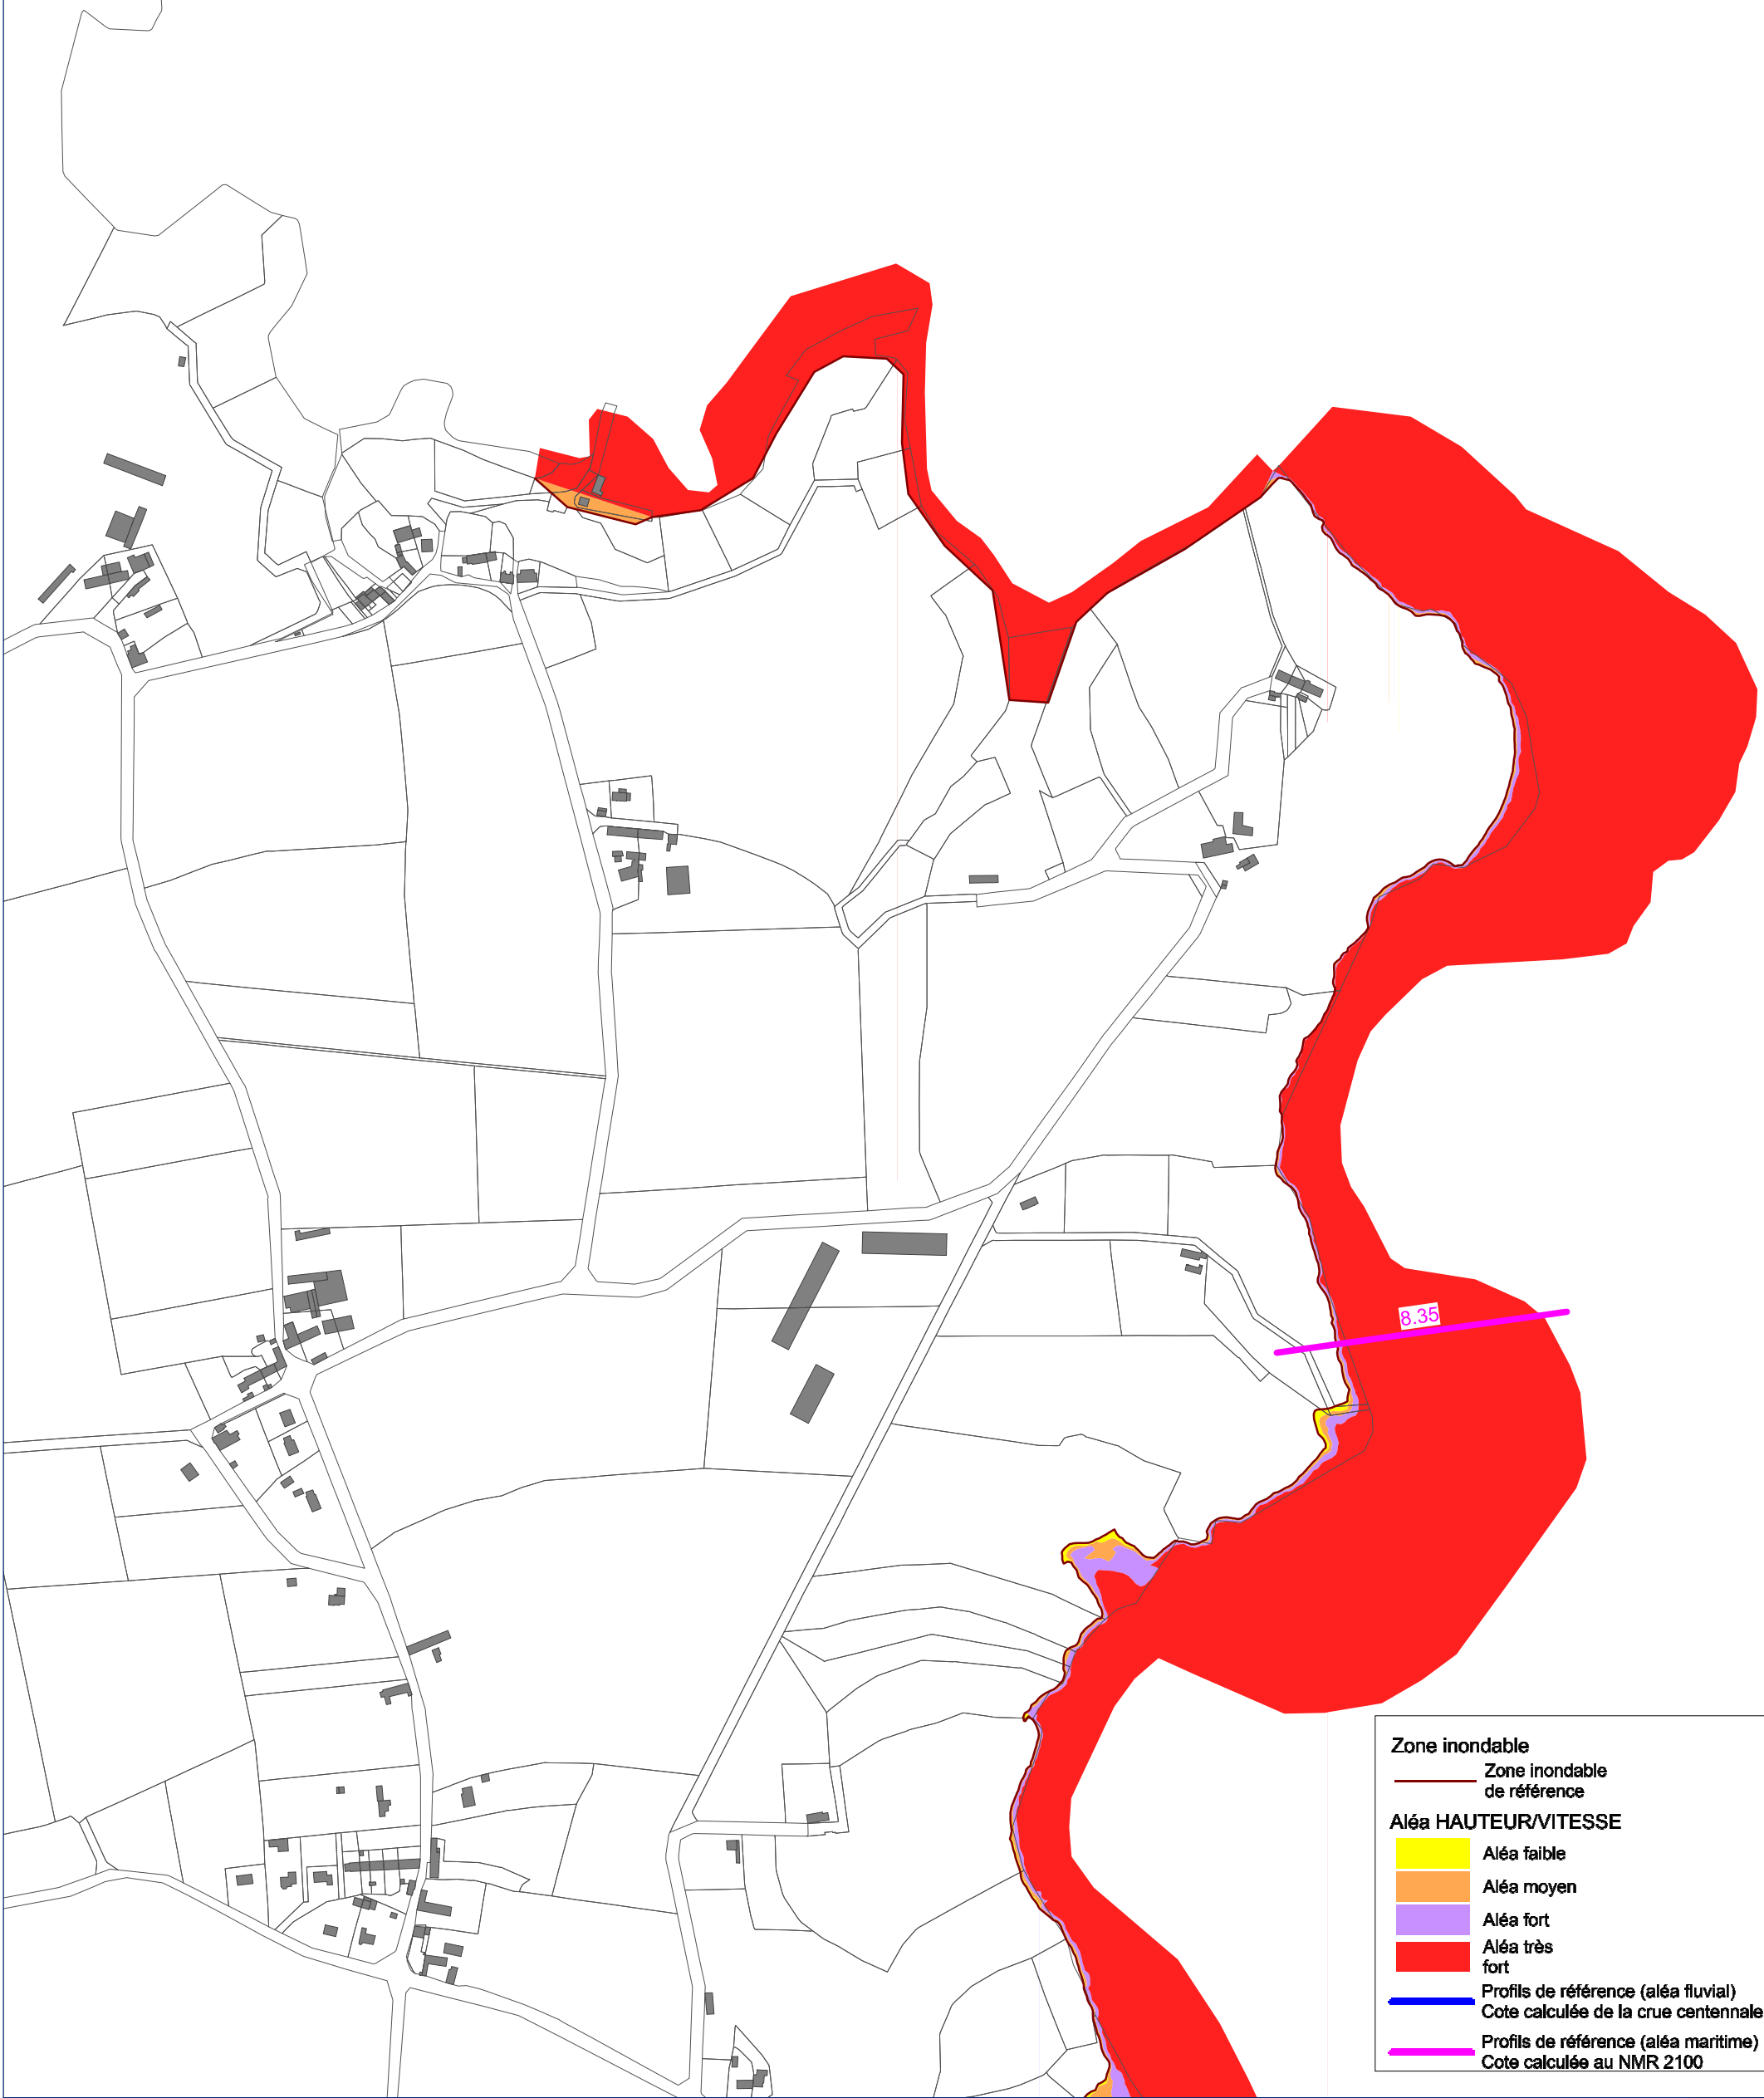 8.35
Zone inondable
Zone inondable
de référence
Aléa HAUTEUR/VITESSE
Aléa faible
Aléa moyen
Aléa fort
Aléa très
fort
Profils de référence (aléa fluvial)
Cote calculée de la crue centennale
Profils de référence (aléa maritime)
Cote calculée au NMR 2100